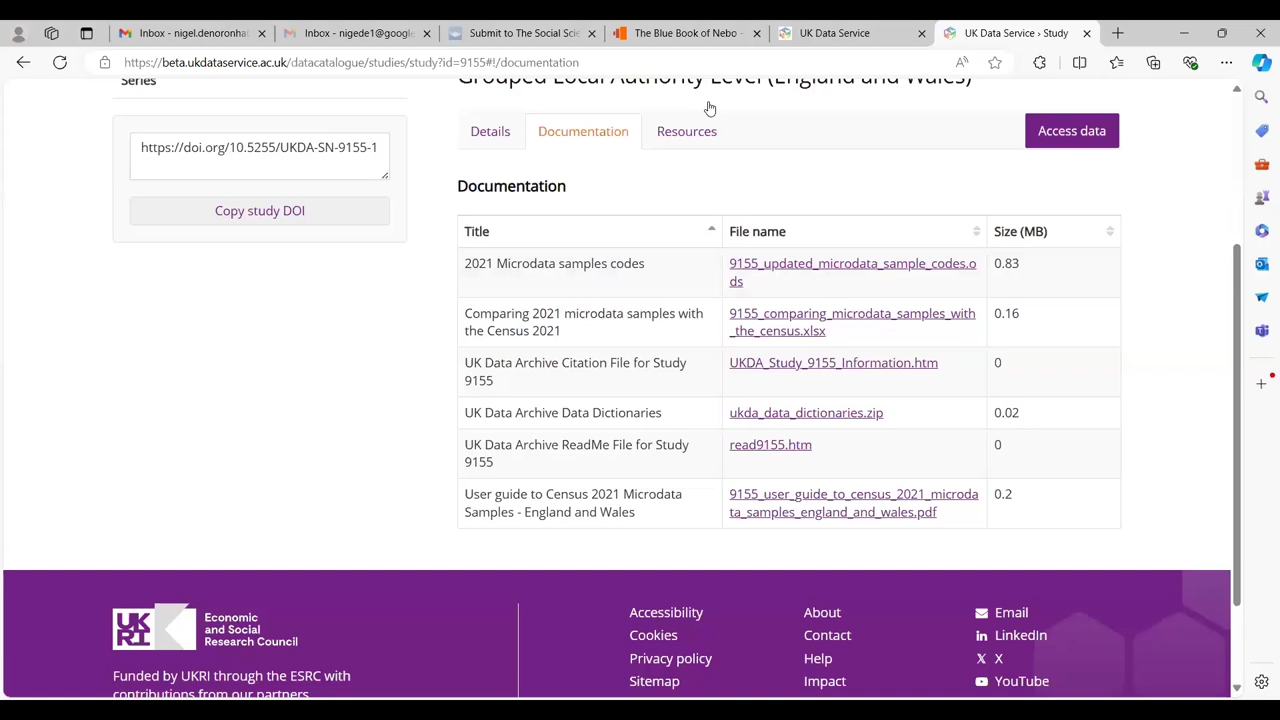 Inbox - nigel.denoronha
Inbox - nigede1@google
Submit to The Social Scie
The Blue Book of Nebo -
UK Data Service
UK Data Service › Study
https://beta.ukdataservice.ac.uk/datacatalogue/studies/study?id=9155#!/documentation
Series
Grouped Local Authority Level (England and Wales)
https://doi.org/10.5255/UKDA-SN-9155-1
Copy study DOI
Details
Documentation
Resources
Access data
Documentation
Title
File name
Size (MB)
2021 Microdata samples codes
9155_updated_microdata_sample_codes.o
ds
0.83
Comparing 2021 microdata samples with
the Census 2021
9155_comparing_microdata_samples_with
_the_census.xlsx
0.16
UK Data Archive Citation File for Study
9155
UKDA_Study_9155_Information.htm
0
UK Data Archive Data Dictionaries
ukda_data_dictionaries.zip
0.02
UK Data Archive ReadMe File for Study
9155
read9155.htm
0
User guide to Census 2021 Microdata
Samples - England and Wales
9155_user_guide_to_census_2021_microda
ta_samples_england_and_wales.pdf
0.2
UK
RI
Economic
and Social
Research Council
Funded by UKRI through the ESRC with
contributions from our partners
Accessibility
Cookies
Privacy policy
Sitemap
About
Contact
Help
Impact
Email
LinkedIn
X
YouTube